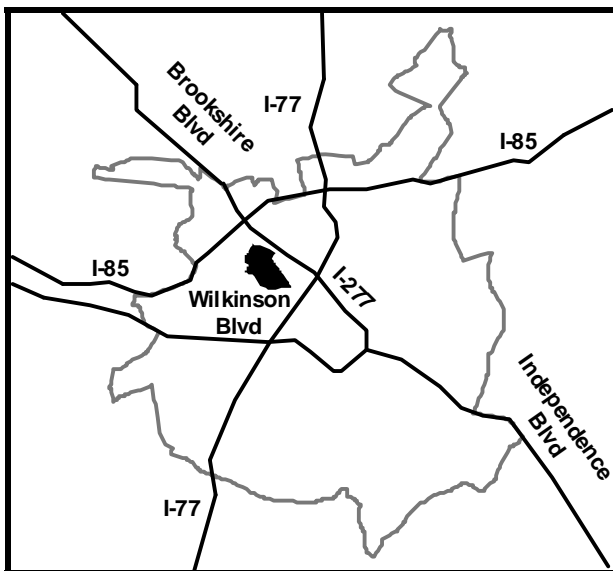 Brookshire
Blvd
I-77
I-85
I-85
Wilkinson
Blvd
I-277
Independence
Blvd
I-77